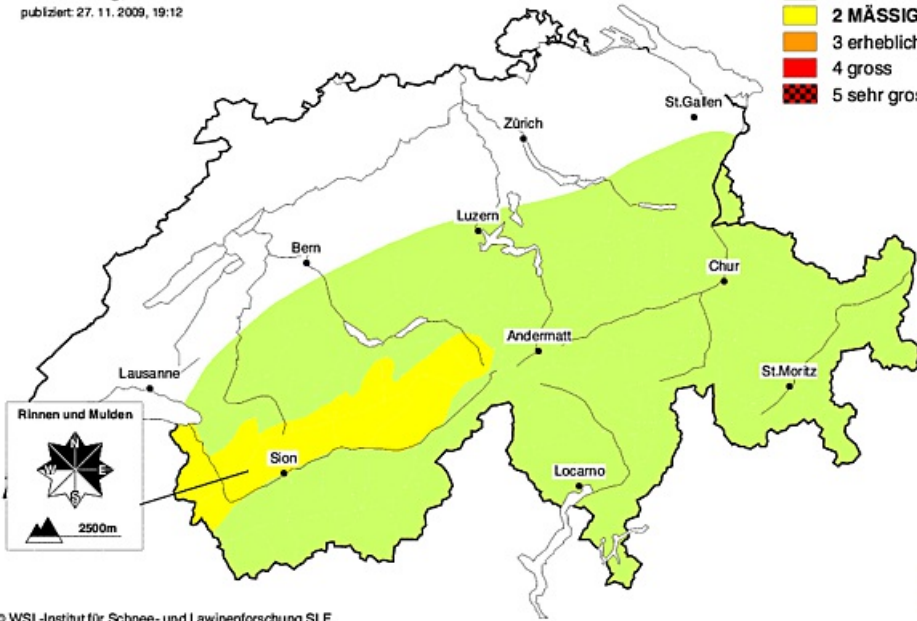 publiziert: 27. 11. 2009, 19:12
2 MÄSSIG
3 erheblich
4 gross
5 sehr gros
St.Gallen
Zürich
Luzern
Bern
Chur
Andermatt
Lausanne
St.Moritz
Rinnen und Mulden
N
W E
S
2500m
Sion
Locarno
© WSL-Institut für Schnee- und Lawinenforschung SLF